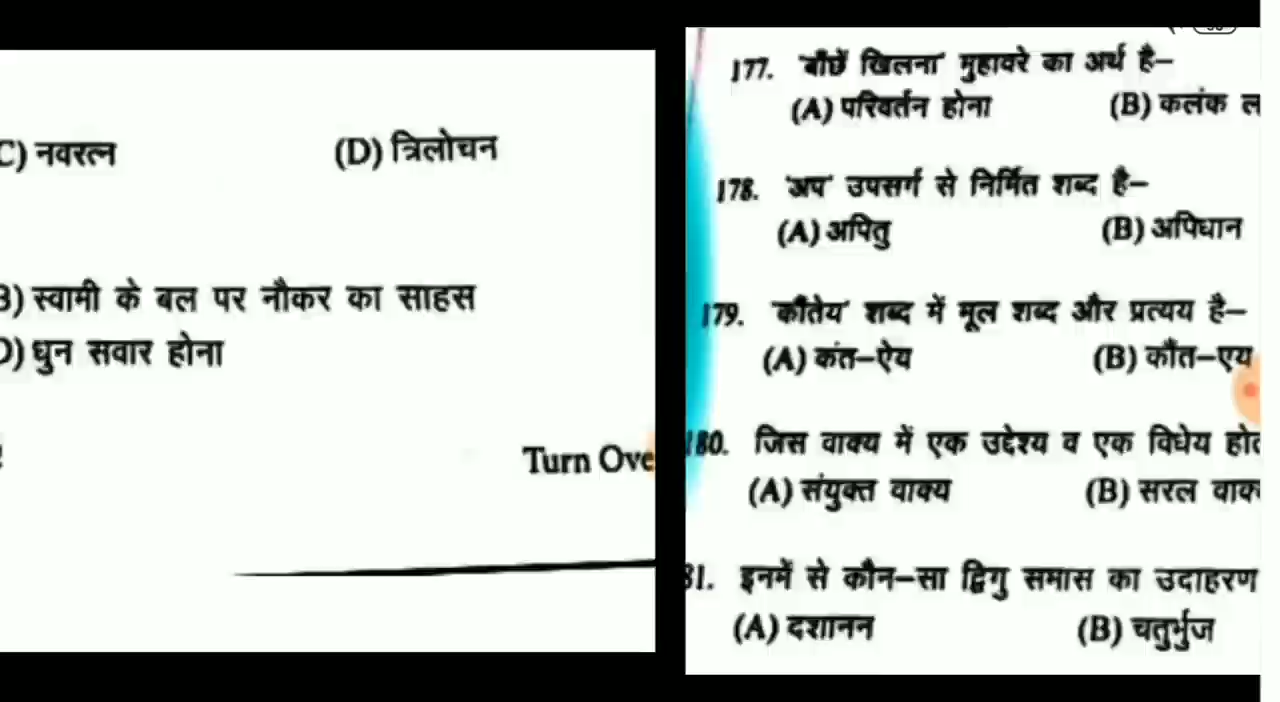 C) नवरत्न (D) त्रिलोचन
B) स्वामी के बल पर नौकर का साहस
D) धुन सवार होना
Turn Ove
177. 'बाँछें खिलना' मुहावरे का अर्थ है–
(A) परिवर्तन होना (B) कलंक ल
178. 'अप' उपसर्ग से निर्मित शब्द है–
(A) अपितु (B) अपिधान
179. 'कौंतेय' शब्द में मूल शब्द और प्रत्यय है–
(A) कंत–ऐय (B) कौंत–एय
180. जिस वाक्य में एक उद्देश्य व एक विधेय होत
(A) संयुक्त वाक्य (B) सरल वाक्
81. इनमें से कौन–सा द्विगु समास का उदाहरण
(A) दशानन (B) चतुर्भुज